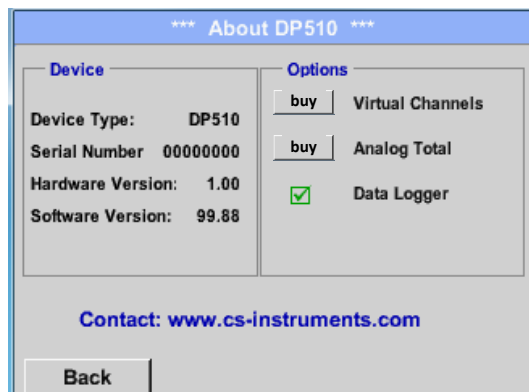 *** About DP510 ***
Device
Device Type: DP510
Serial Number 00000000
Hardware Version: 1.00
Software Version: 99.88
Options
buy Virtual Channels
buy Analog Total
Data Logger
Contact: www.cs-instruments.com
Back